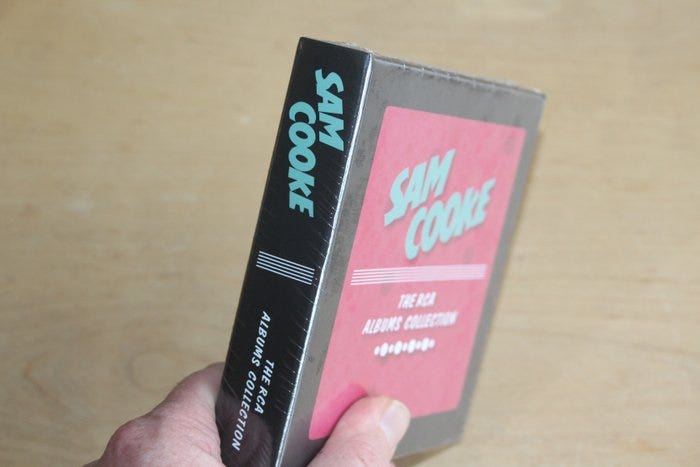 SAM
COOKE
THE RCA
ALBUMS COLLECTION
SAM
COOKE
THE RCA
ALBUMS COLLECTION